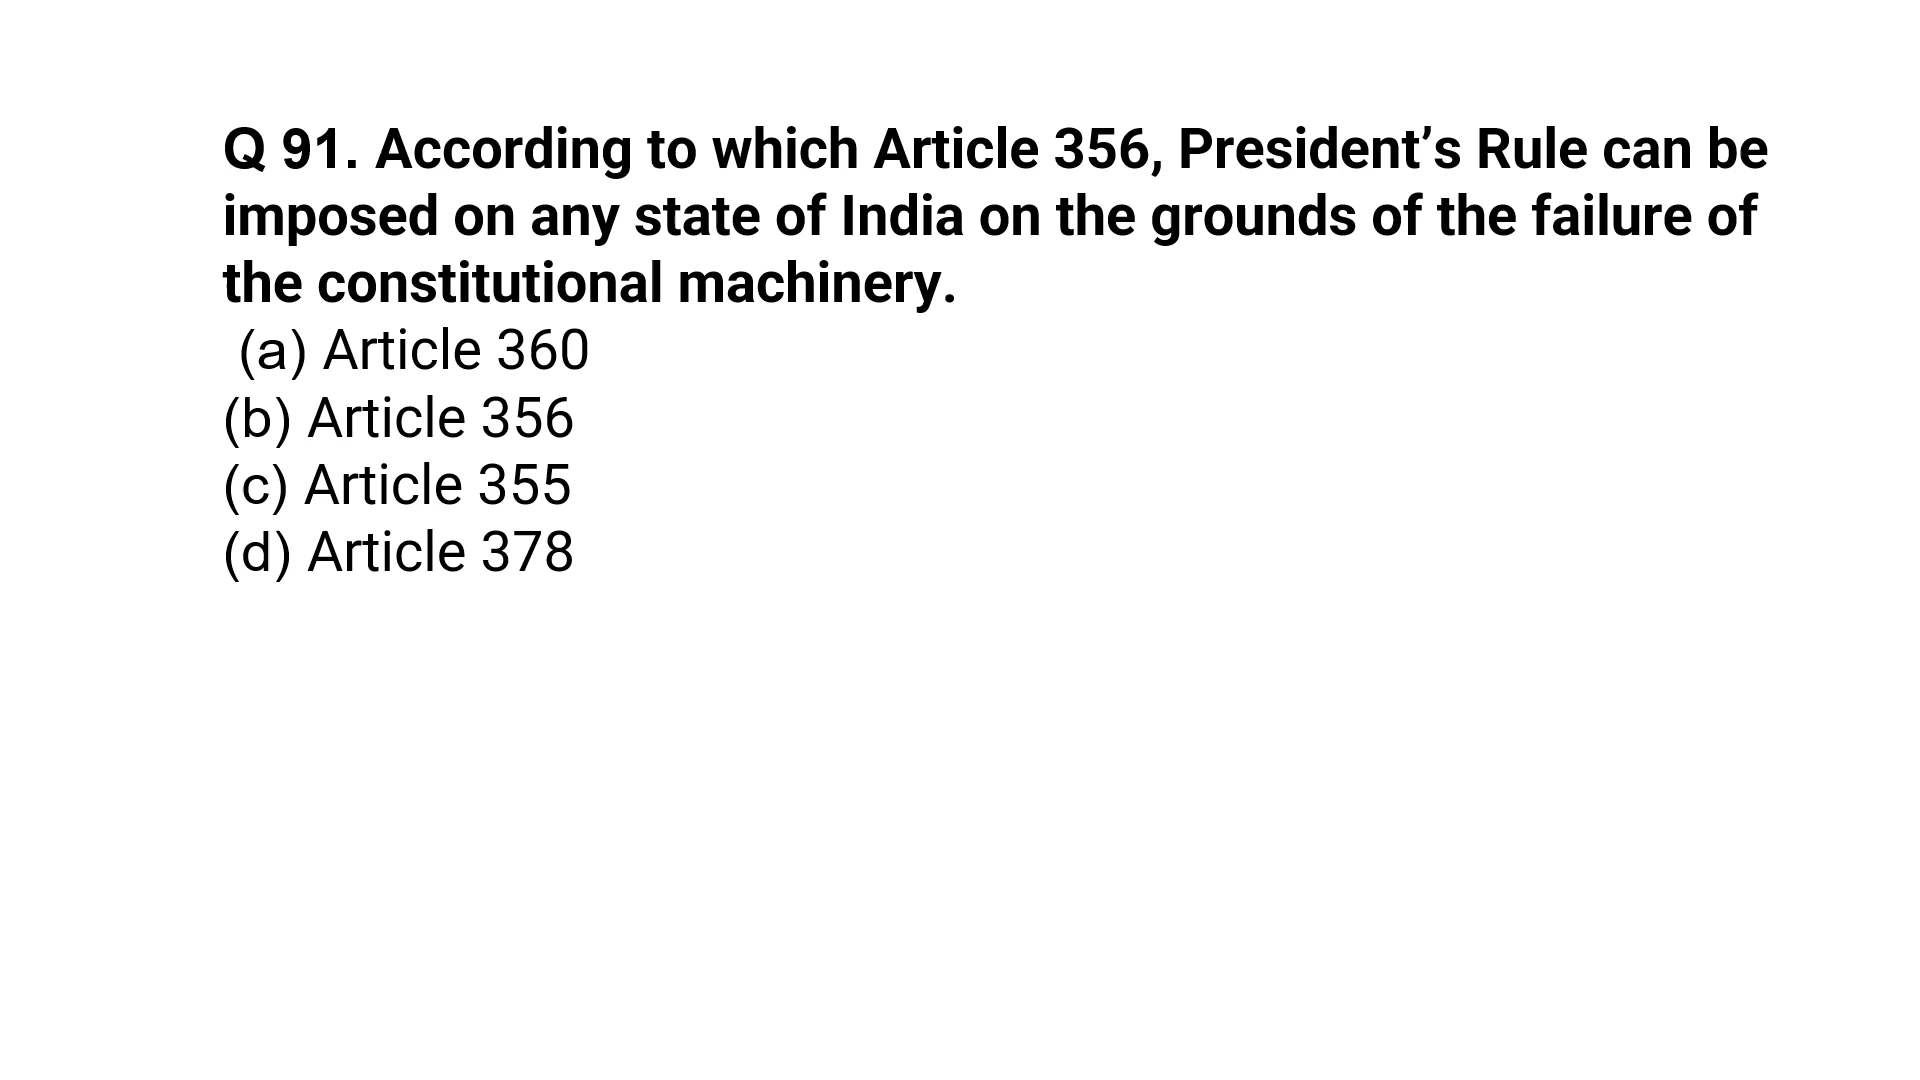 Q 91. According to which Article 356, President’s Rule can be
imposed on any state of India on the grounds of the failure of
the constitutional machinery.
(a) Article 360
(b) Article 356
(c) Article 355
(d) Article 378